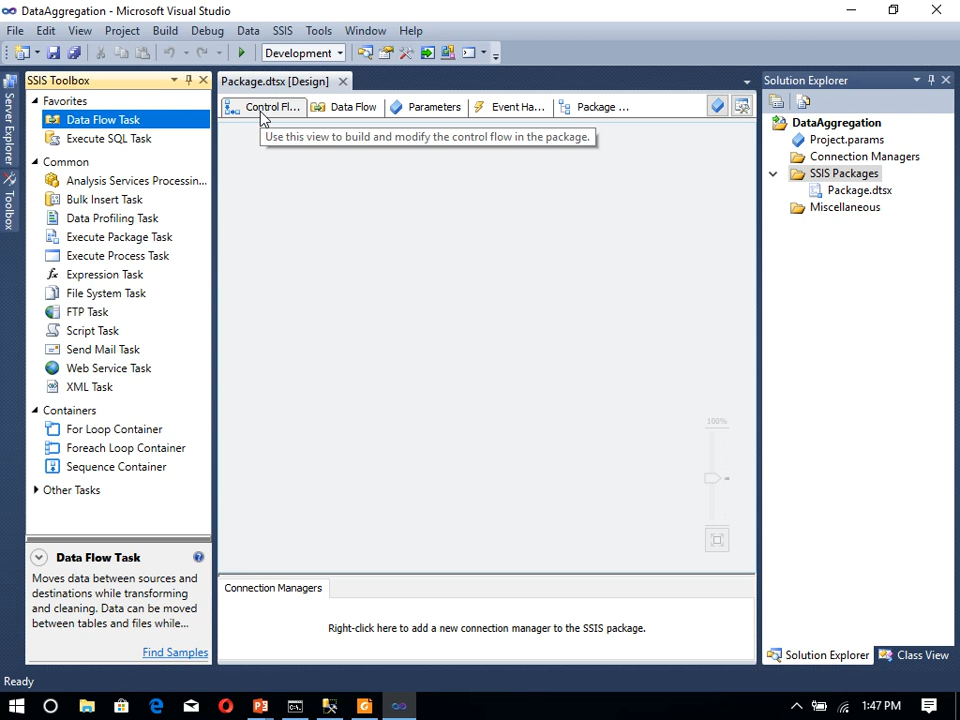 DataAggregation - Microsoft Visual Studio
File Edit View Project Build Debug Data SSIS Tools Window Help
Development
Server Explorer
Toolbox
SSIS Toolbox
Favorites
Data Flow Task
Execute SQL Task
Common
Analysis Services Processin...
Bulk Insert Task
Data Profiling Task
Execute Package Task
Execute Process Task
Expression Task
File System Task
FTP Task
Script Task
Send Mail Task
Web Service Task
XML Task
Containers
For Loop Container
Foreach Loop Container
Sequence Container
Other Tasks
Data Flow Task
Moves data between sources and
destinations while transforming
and cleaning. Data can be moved
between tables and files while...
Find Samples
Package.dtsx [Design]
Control Fl... Data Flow Parameters Event Ha... Package ...
Use this view to build and modify the control flow in the package.
100%
Connection Managers
Right-click here to add a new connection manager to the SSIS package.
Solution Explorer
DataAggregation
Project.params
Connection Managers
SSIS Packages
Package.dtsx
Miscellaneous
Solution Explorer Class View
Ready
1:47 PM